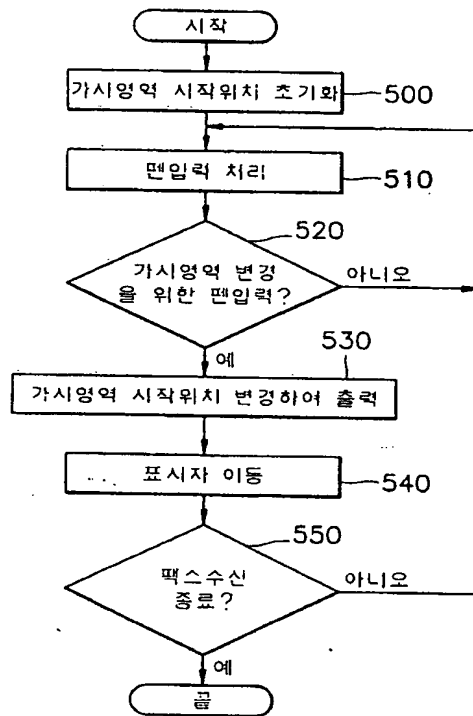 시작
가시영역 시작위치 초기화
500
펜입력 처리
510
520
가시영역 변경
을 위한 펜입력?
아니오
예
530
가시영역 시작위치 변경하여 출력
표시자 이동
540
550
팩스수신
종료?
아니오
예
끝